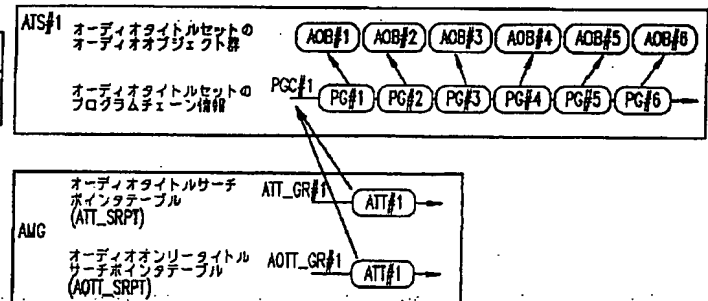 ATS#1
オーディオタイトルセットの
オーディオオブジェクト群
AOB#1 AOB#2 AOB#3 AOB#4 AOB#5 AOB#6
オーディオタイトルセットの
プログラムチェーン情報
PGC#1
PG#1 PG#2 PG#3 PG#4 PG#5 PG#6
AMG
オーディオタイトルサーチ
ポインタテーブル
(ATT_SRPT)
ATT_GR#1
ATT#1
オーディオオンリータイトル
サーチポインタテーブル
(AOTT_SRPT)
AOTT_GR#1
ATT#1